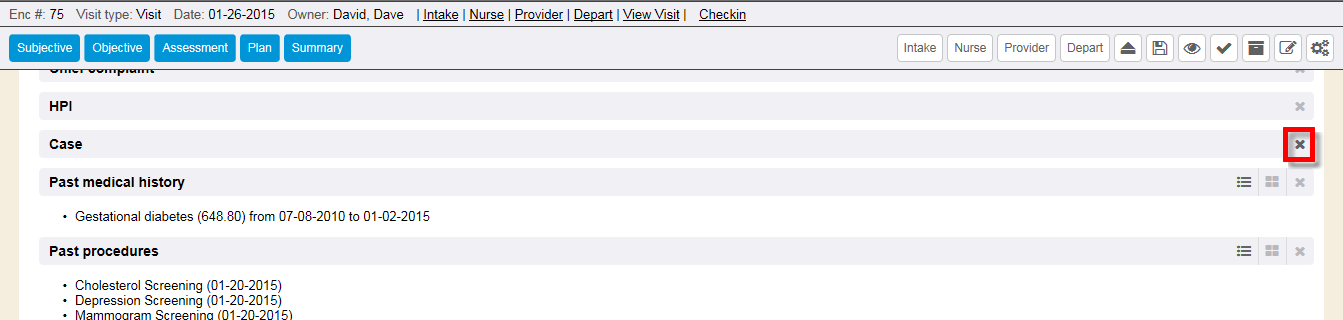 Enc #: 75 Visit type: Visit Date: 01-26-2015 Owner: David, Dave | Intake | Nurse | Provider | Depart | View Visit | Checkin
Subjective Objective Assessment Plan Summary Intake Nurse Provider Depart
Chief complaint
HPI
Case
Past medical history
• Gestational diabetes (648.80) from 07-08-2010 to 01-02-2015
Past procedures
• Cholesterol Screening (01-20-2015)
• Depression Screening (01-20-2015)
• Mammogram Screening (01-20-2015)